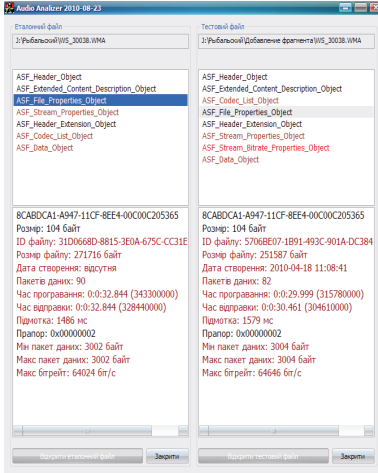 Audio Analizer 2010-08-23
Еталонний файл
J:\Рыбальский\WS_30038.WMA
ASF_Header_Object
ASF_Extended_Content_Description_Object
ASF_File_Properties_Object
ASF_Stream_Properties_Object
ASF_Header_Extension_Object
ASF_Codec_List_Object
ASF_Data_Object
8CABDCA1-A947-11CF-8EE4-00C00C205365
Розмір: 104 байт
ID файлу: 31D0668D-8815-3E0A-675C-CC31E
Розмір файлу: 271716 байт
Дата створення: відсутня
Пакетів даних: 90
Час програвання: 0:0:32.844 (343300000)
Час відправки: 0:0:32.844 (328440000)
Підмотка: 1486 мс
Прапор: 0x00000002
Мін пакет даних: 3002 байт
Макс пакет даних: 3002 байт
Макс бітрейт: 64024 біт/с
Відкрити еталонний файл
Закрити
Тестовий файл
J:\Рыбальский\Добавление фрагмента\WS_30038.WMA
ASF_Header_Object
ASF_Extended_Content_Description_Object
ASF_Codec_List_Object
ASF_File_Properties_Object
ASF_Header_Extension_Object
ASF_Stream_Properties_Object
ASF_Stream_Bitrate_Properties_Object
ASF_Data_Object
8CABDCA1-A947-11CF-8EE4-00C00C205365
Розмір: 104 байт
ID файлу: 5706BE07-1B91-493C-901A-DC384
Розмір файлу: 251587 байт
Дата створення: 2010-04-18 11:08:41
Пакетів даних: 82
Час програвання: 0:0:29.999 (315780000)
Час відправки: 0:0:30.461 (304610000)
Підмотка: 1579 мс
Прапор: 0x00000002
Мін пакет даних: 3004 байт
Макс пакет даних: 3004 байт
Макс бітрейт: 64646 біт/с
Відкрити тестовий файл
Закрити